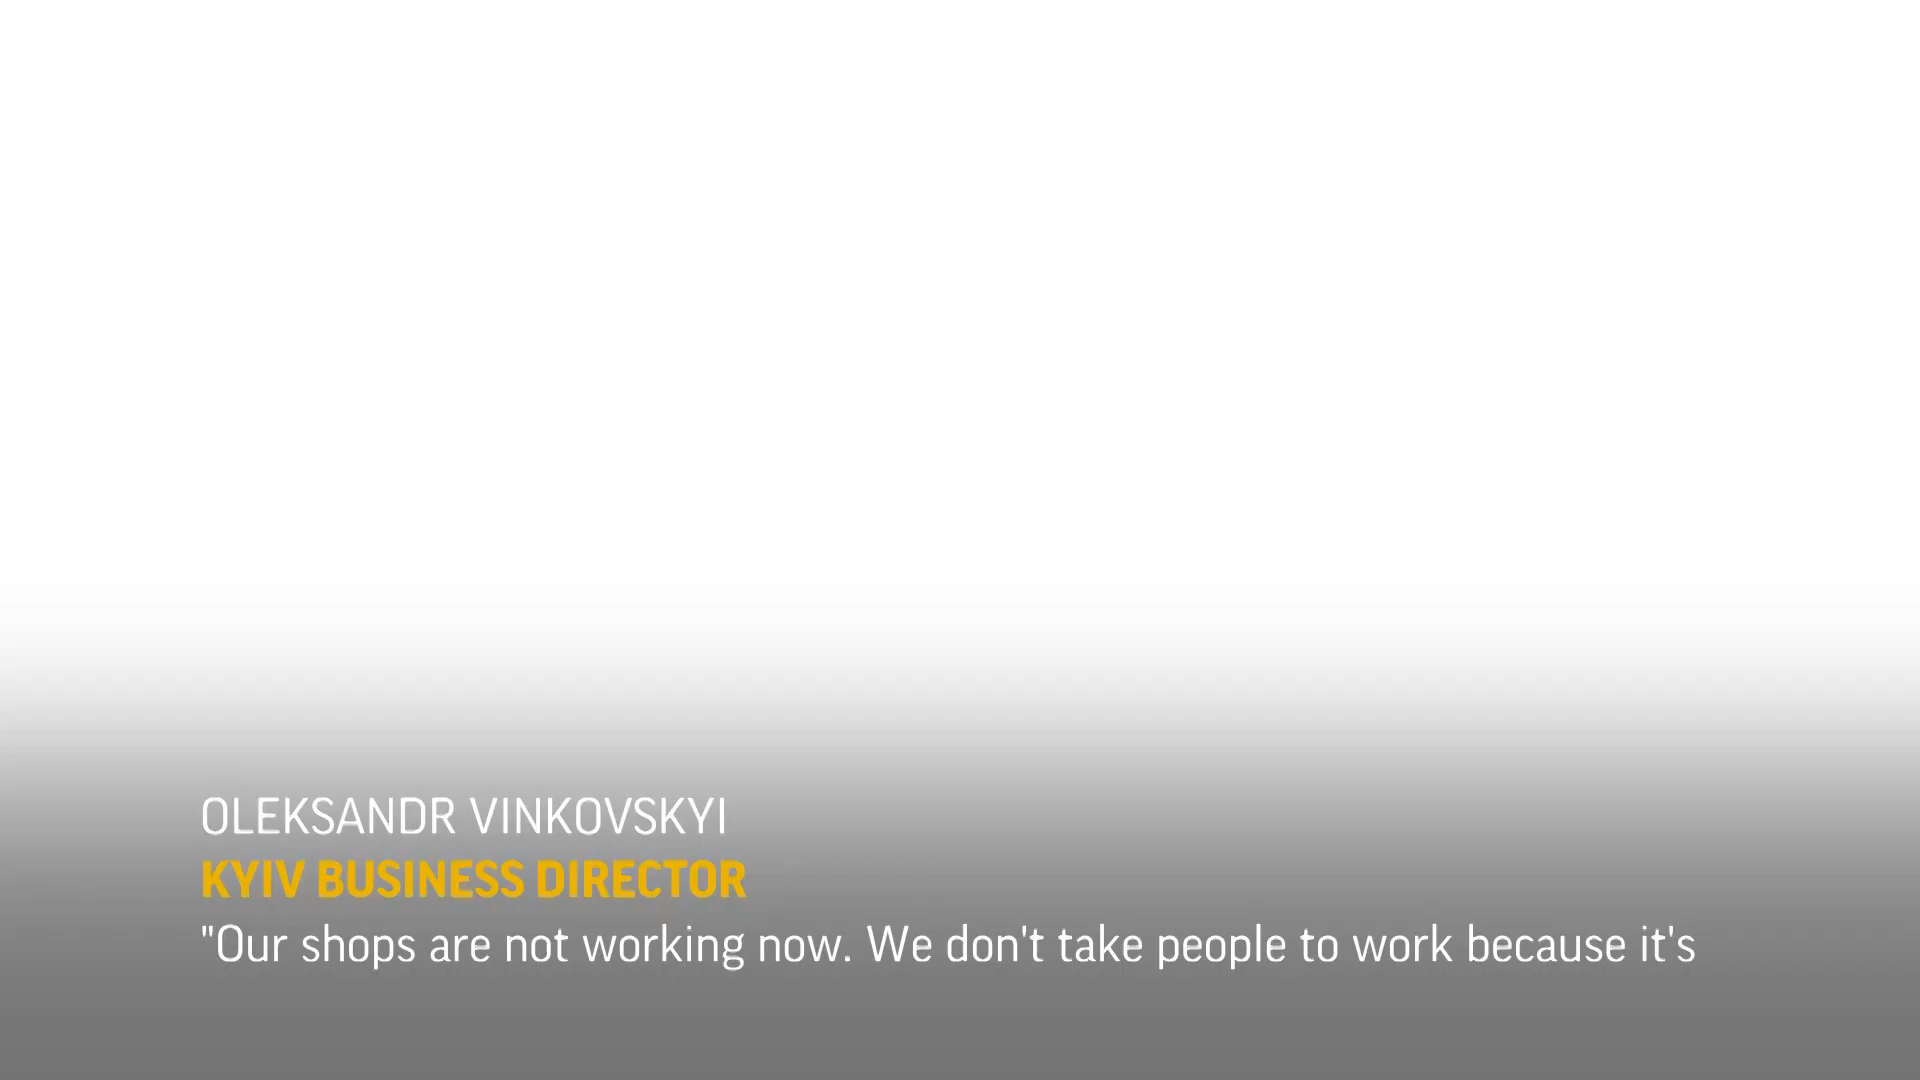 OLEKSANDR VINKOVSKYI
KYIV BUSINESS DIRECTOR
"Our shops are not working now. We don't take people to work because it's